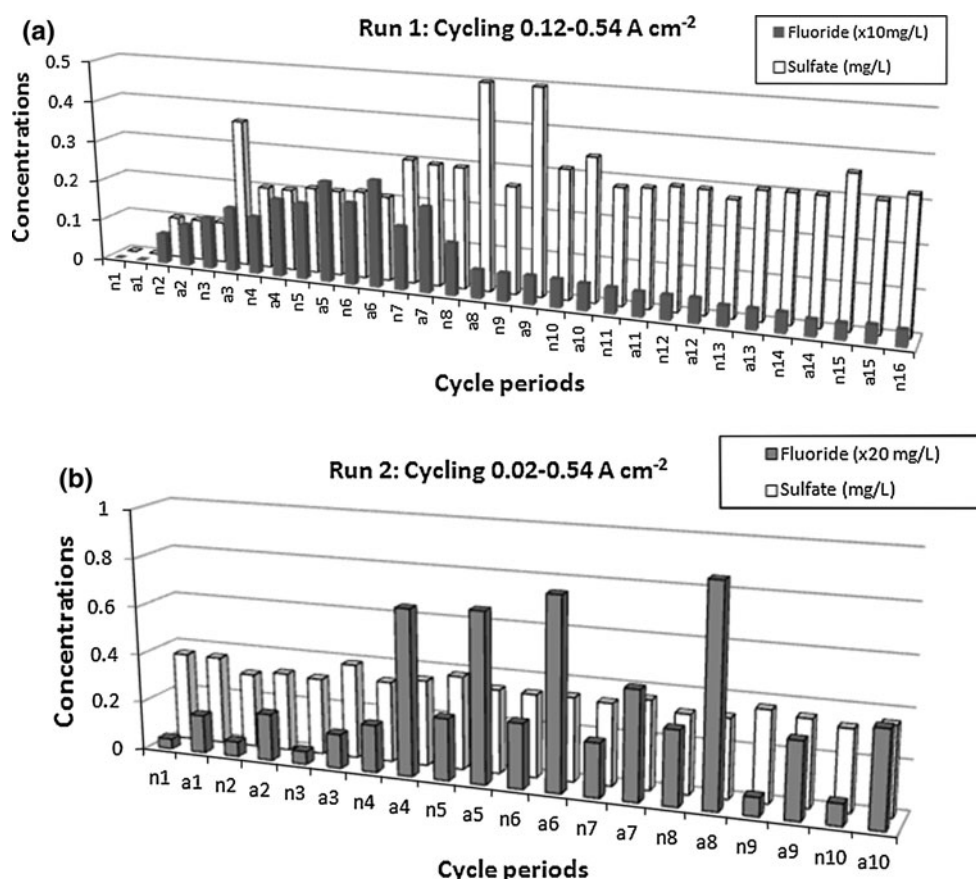 (a)
Run 1: Cycling 0.12-0.54 A cm⁻²
Fluoride (x10mg/L)
Sulfate (mg/L)
0.5
0.4
0.3
0.2
0.1
0
Concentrations
n1 a1 n2 a2 n3 a3 n4 a4 n5 a5 n6 a6 n7 a7 n8 a8 n9 a9 n10 a10 n11 a11 n12 a12 n13 a13 n14 a14 n15 a15 n16
Cycle periods
(b)
Run 2: Cycling 0.02-0.54 A cm⁻²
Fluoride (x20 mg/L)
Sulfate (mg/L)
1
0.8
0.6
0.4
0.2
0
Concentrations
n1 a1 n2 a2 n3 a3 n4 a4 n5 a5 n6 a6 n7 a7 n8 a8 n9 a9 n10 a10
Cycle periods